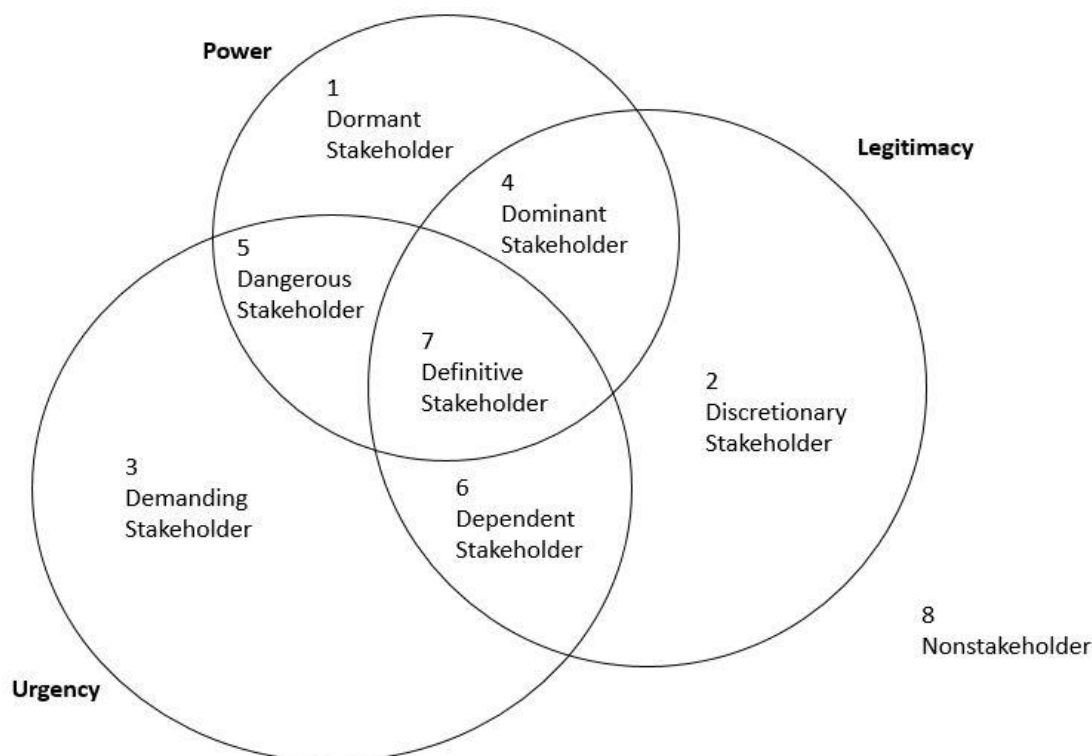 Power
1
Dormant
Stakeholder
Legitimacy
4
Dominant
Stakeholder
5
Dangerous
Stakeholder
7
Definitive
Stakeholder
2
Discretionary
Stakeholder
3
Demanding
Stakeholder
6
Dependent
Stakeholder
8
Nonstakeholder
Urgency